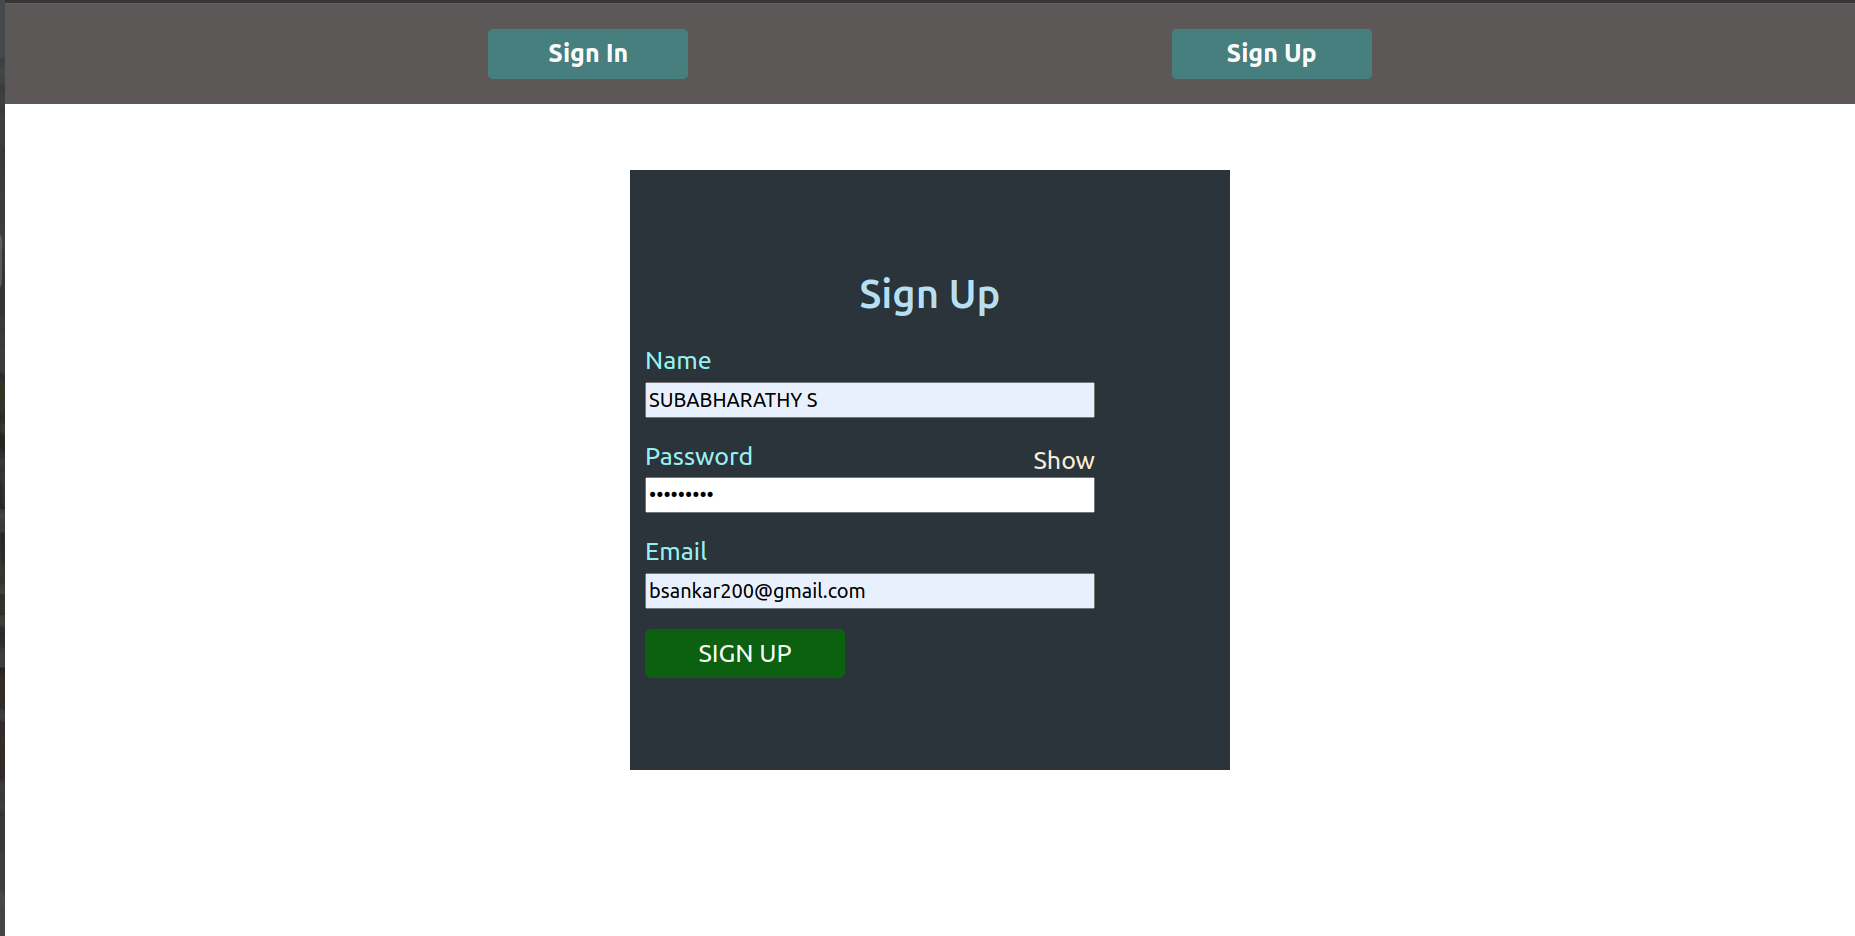 Sign In Sign Up
Sign Up
Name
SUBABHARATHY S
Password Show
•••••••••
Email
bsankar200@gmail.com
SIGN UP